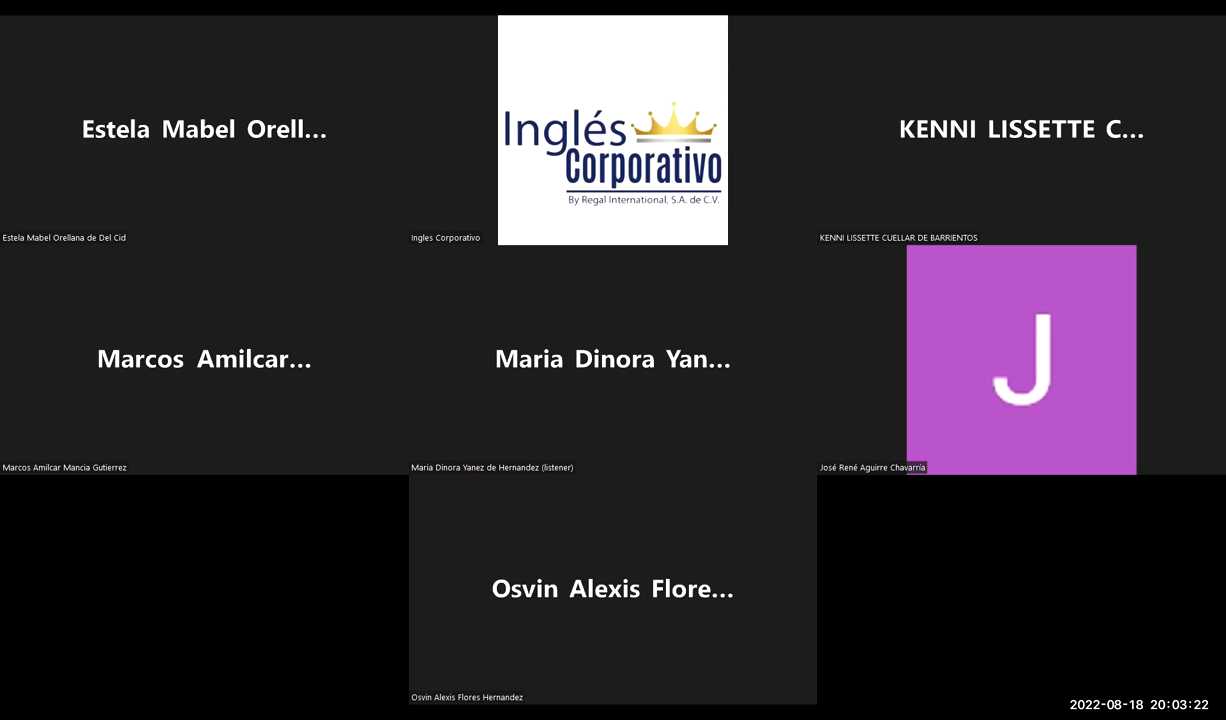 Estela Mabel Orell...
Estela Mabel Orellana de Del Cid
Inglés
Corporativo
By Regal International, S.A. de C.V.
Ingles Corporativo
KENNI LISSETTE C...
KENNI LISSETTE CUELLAR DE BARRIENTOS
Marcos Amilcar...
Marcos Amilcar Mancia Gutierrez
Maria Dinora Yan...
Maria Dinora Yanez de Hernandez (listener)
J
José René Aguirre Chavarría
Osvin Alexis Flore...
Osvin Alexis Flores Hernandez
2022-08-18 20:03:22